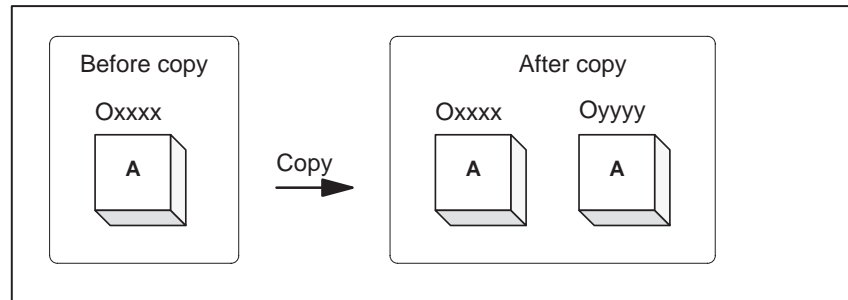 Before copy
Oxxxx
A
Copy
After copy
Oxxxx Oyyyy
A A